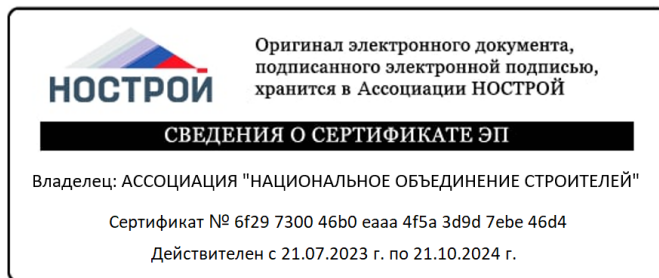 НОСТРОЙ
Оригинал электронного документа,
подписанного электронной подписью,
хранится в Ассоциации НОСТРОЙ
СВЕДЕНИЯ О СЕРТИФИКАТЕ ЭП
Владелец: АССОЦИАЦИЯ "НАЦИОНАЛЬНОЕ ОБЪЕДИНЕНИЕ СТРОИТЕЛЕЙ"
Сертификат № 6f29 7300 46b0 eaaa 4f5a 3d9d 7ebe 46d4
Действителен с 21.07.2023 г. по 21.10.2024 г.